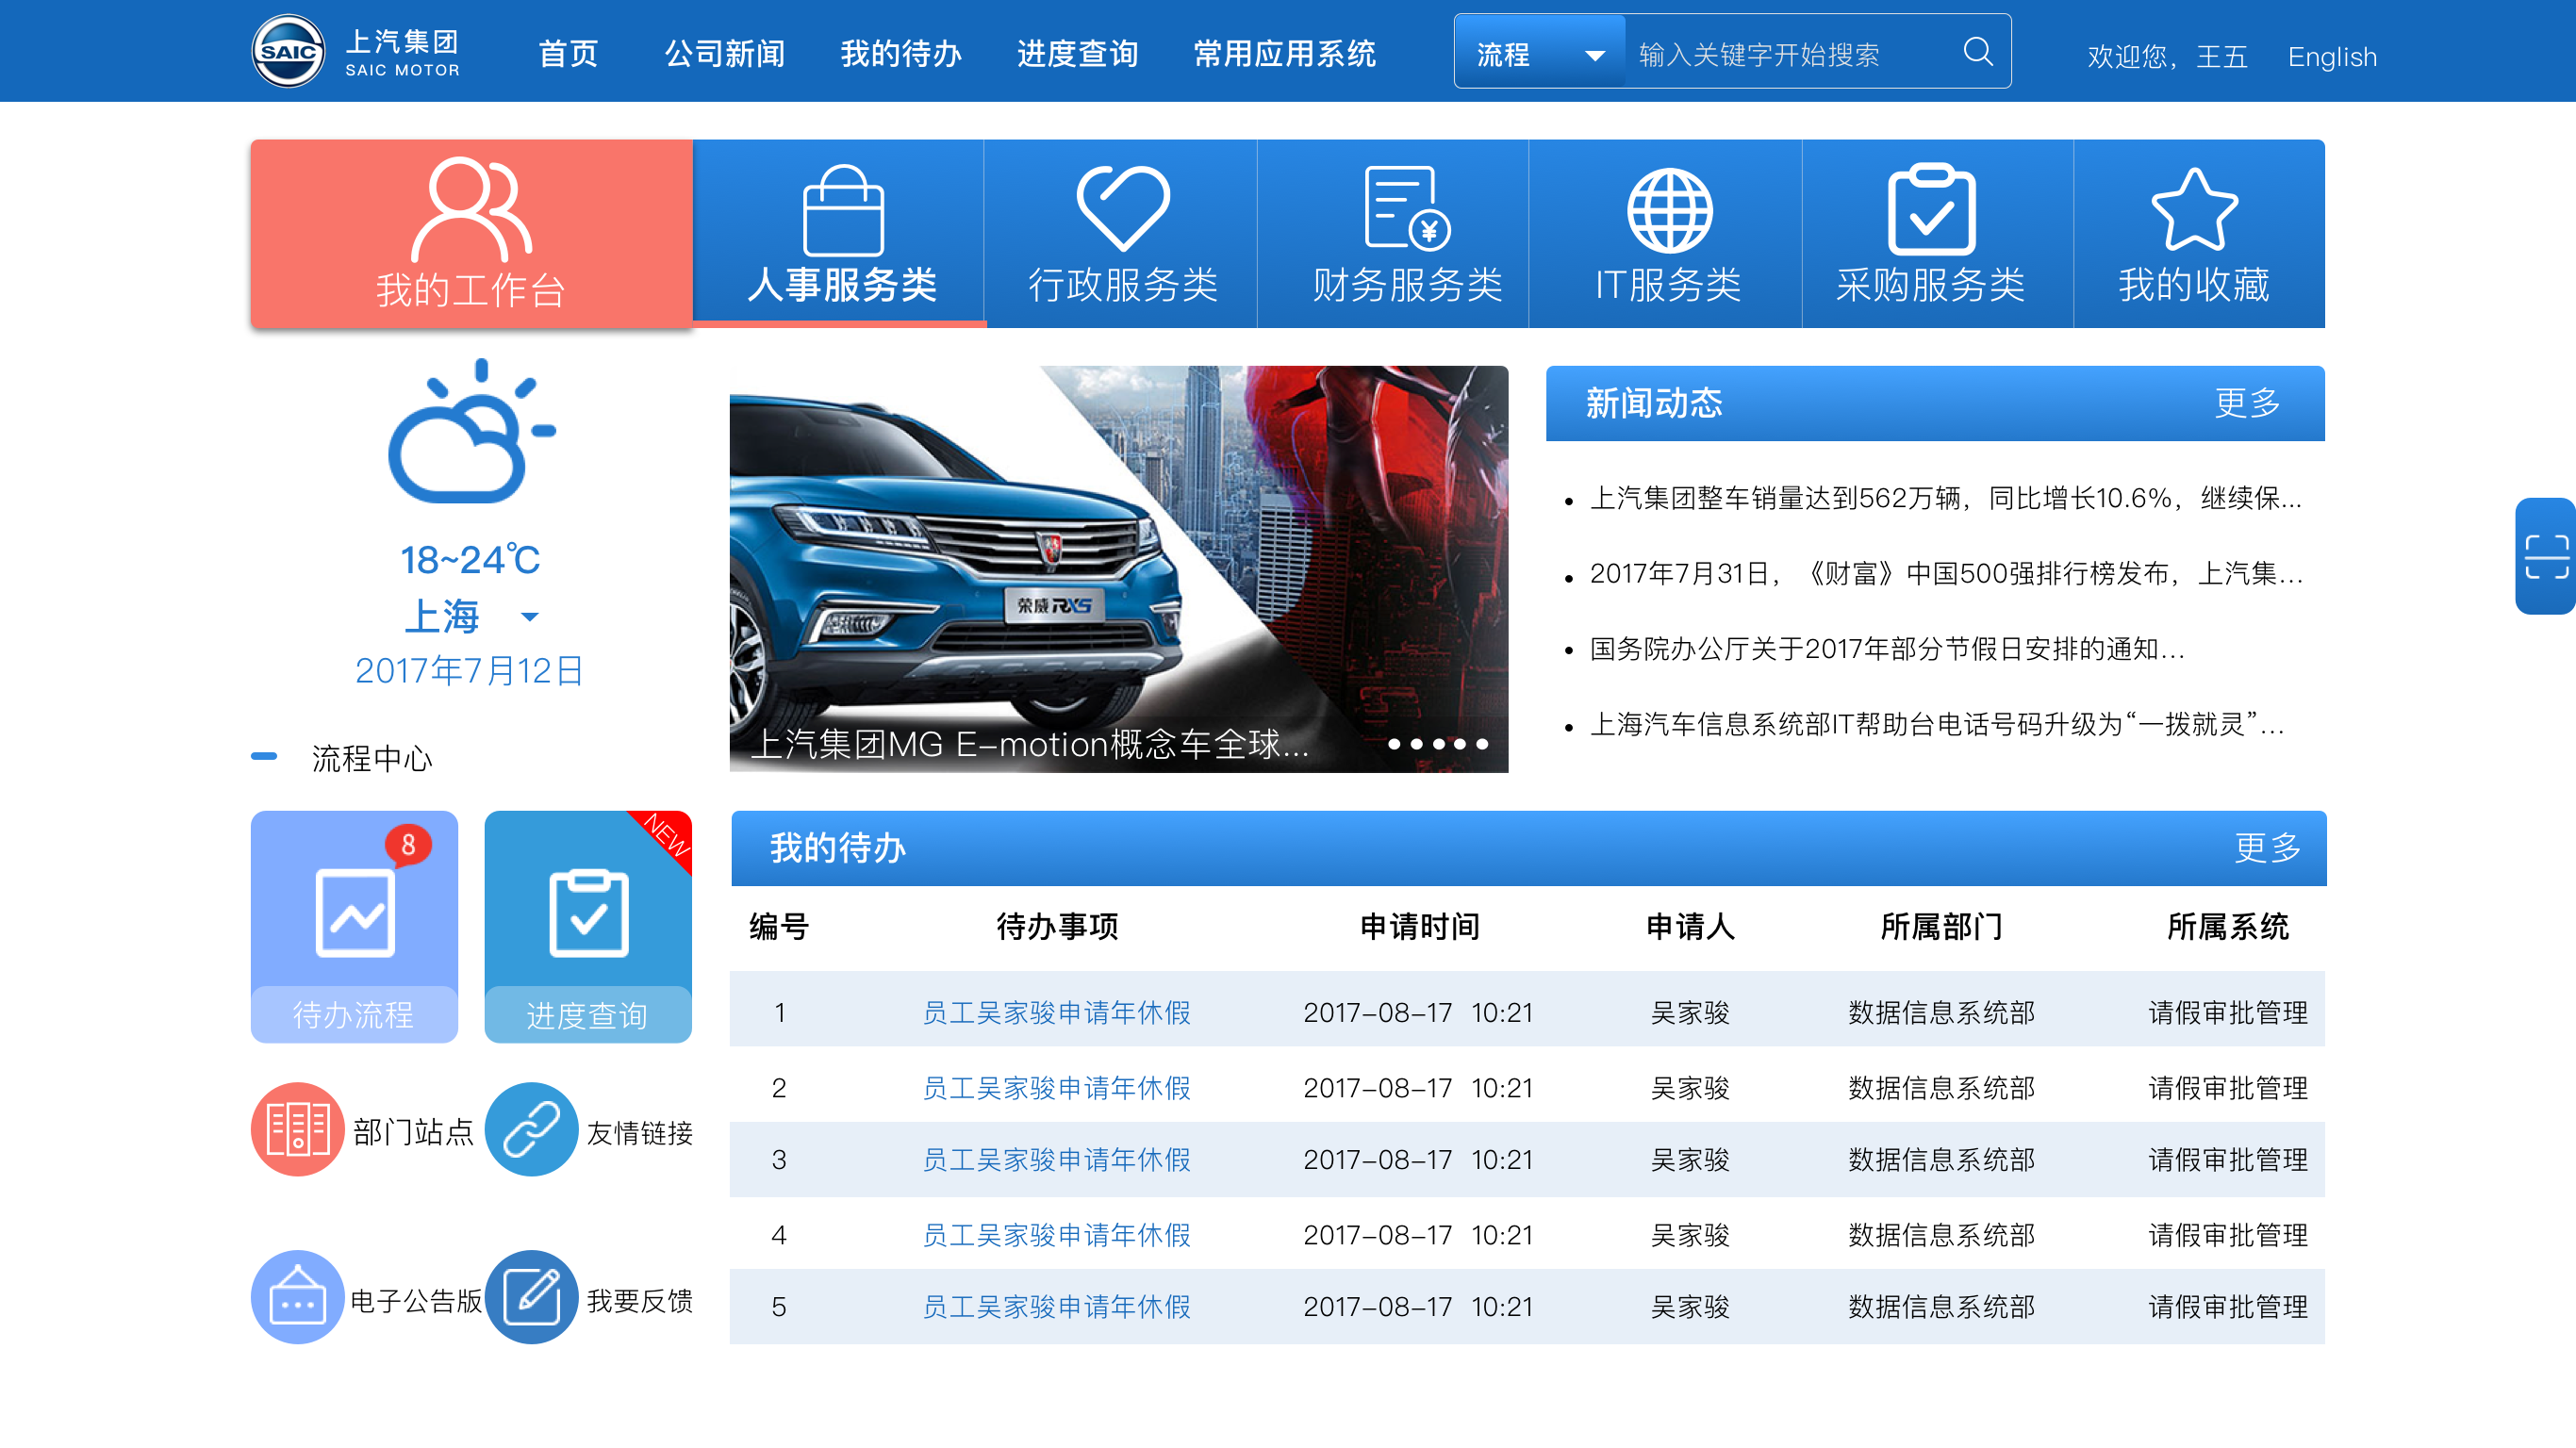 SAIC
上汽集团
SAIC MOTOR
首页 公司新闻 我的待办 进度查询 常用应用系统
流程 输入关键字开始搜索
欢迎您，王五 English
我的工作台 人事服务类 行政服务类 财务服务类 IT服务类 采购服务类 我的收藏
18~24℃
上海
2017年7月12日
荣威 RX5
上汽集团MG E-motion概念车全球...
新闻动态 更多
上汽集团整车销量达到562万辆，同比增长10.6%，继续保...
2017年7月31日，《财富》中国500强排行榜发布，上汽集...
国务院办公厅关于2017年部分节假日安排的通知...
上海汽车信息系统部IT帮助台电话号码升级为“一拨就灵”...
流程中心
8
待办流程
NEW
进度查询
部门站点
友情链接
电子公告版
我要反馈
我的待办 更多
编号 待办事项 申请时间 申请人 所属部门 所属系统
1 员工吴家骏申请年休假 2017-08-17 10:21 吴家骏 数据信息系统部 请假审批管理
2 员工吴家骏申请年休假 2017-08-17 10:21 吴家骏 数据信息系统部 请假审批管理
3 员工吴家骏申请年休假 2017-08-17 10:21 吴家骏 数据信息系统部 请假审批管理
4 员工吴家骏申请年休假 2017-08-17 10:21 吴家骏 数据信息系统部 请假审批管理
5 员工吴家骏申请年休假 2017-08-17 10:21 吴家骏 数据信息系统部 请假审批管理